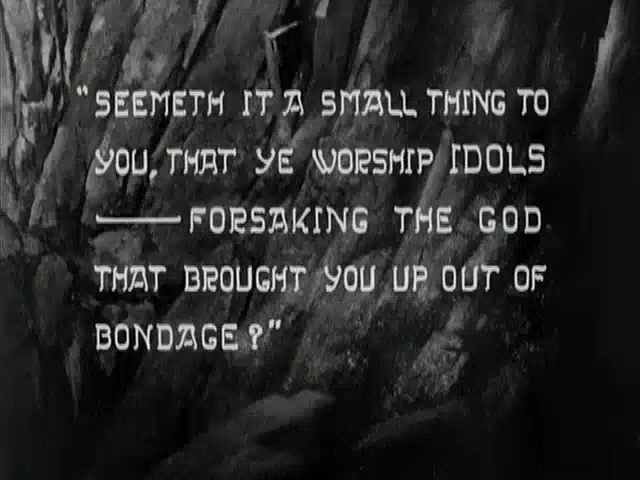 "SEEMETH IT A SMALL THING TO
YOU, THAT YE WORSHIP IDOLS
—FORSAKING THE GOD
THAT BROUGHT YOU UP OUT OF
BONDAGE?"